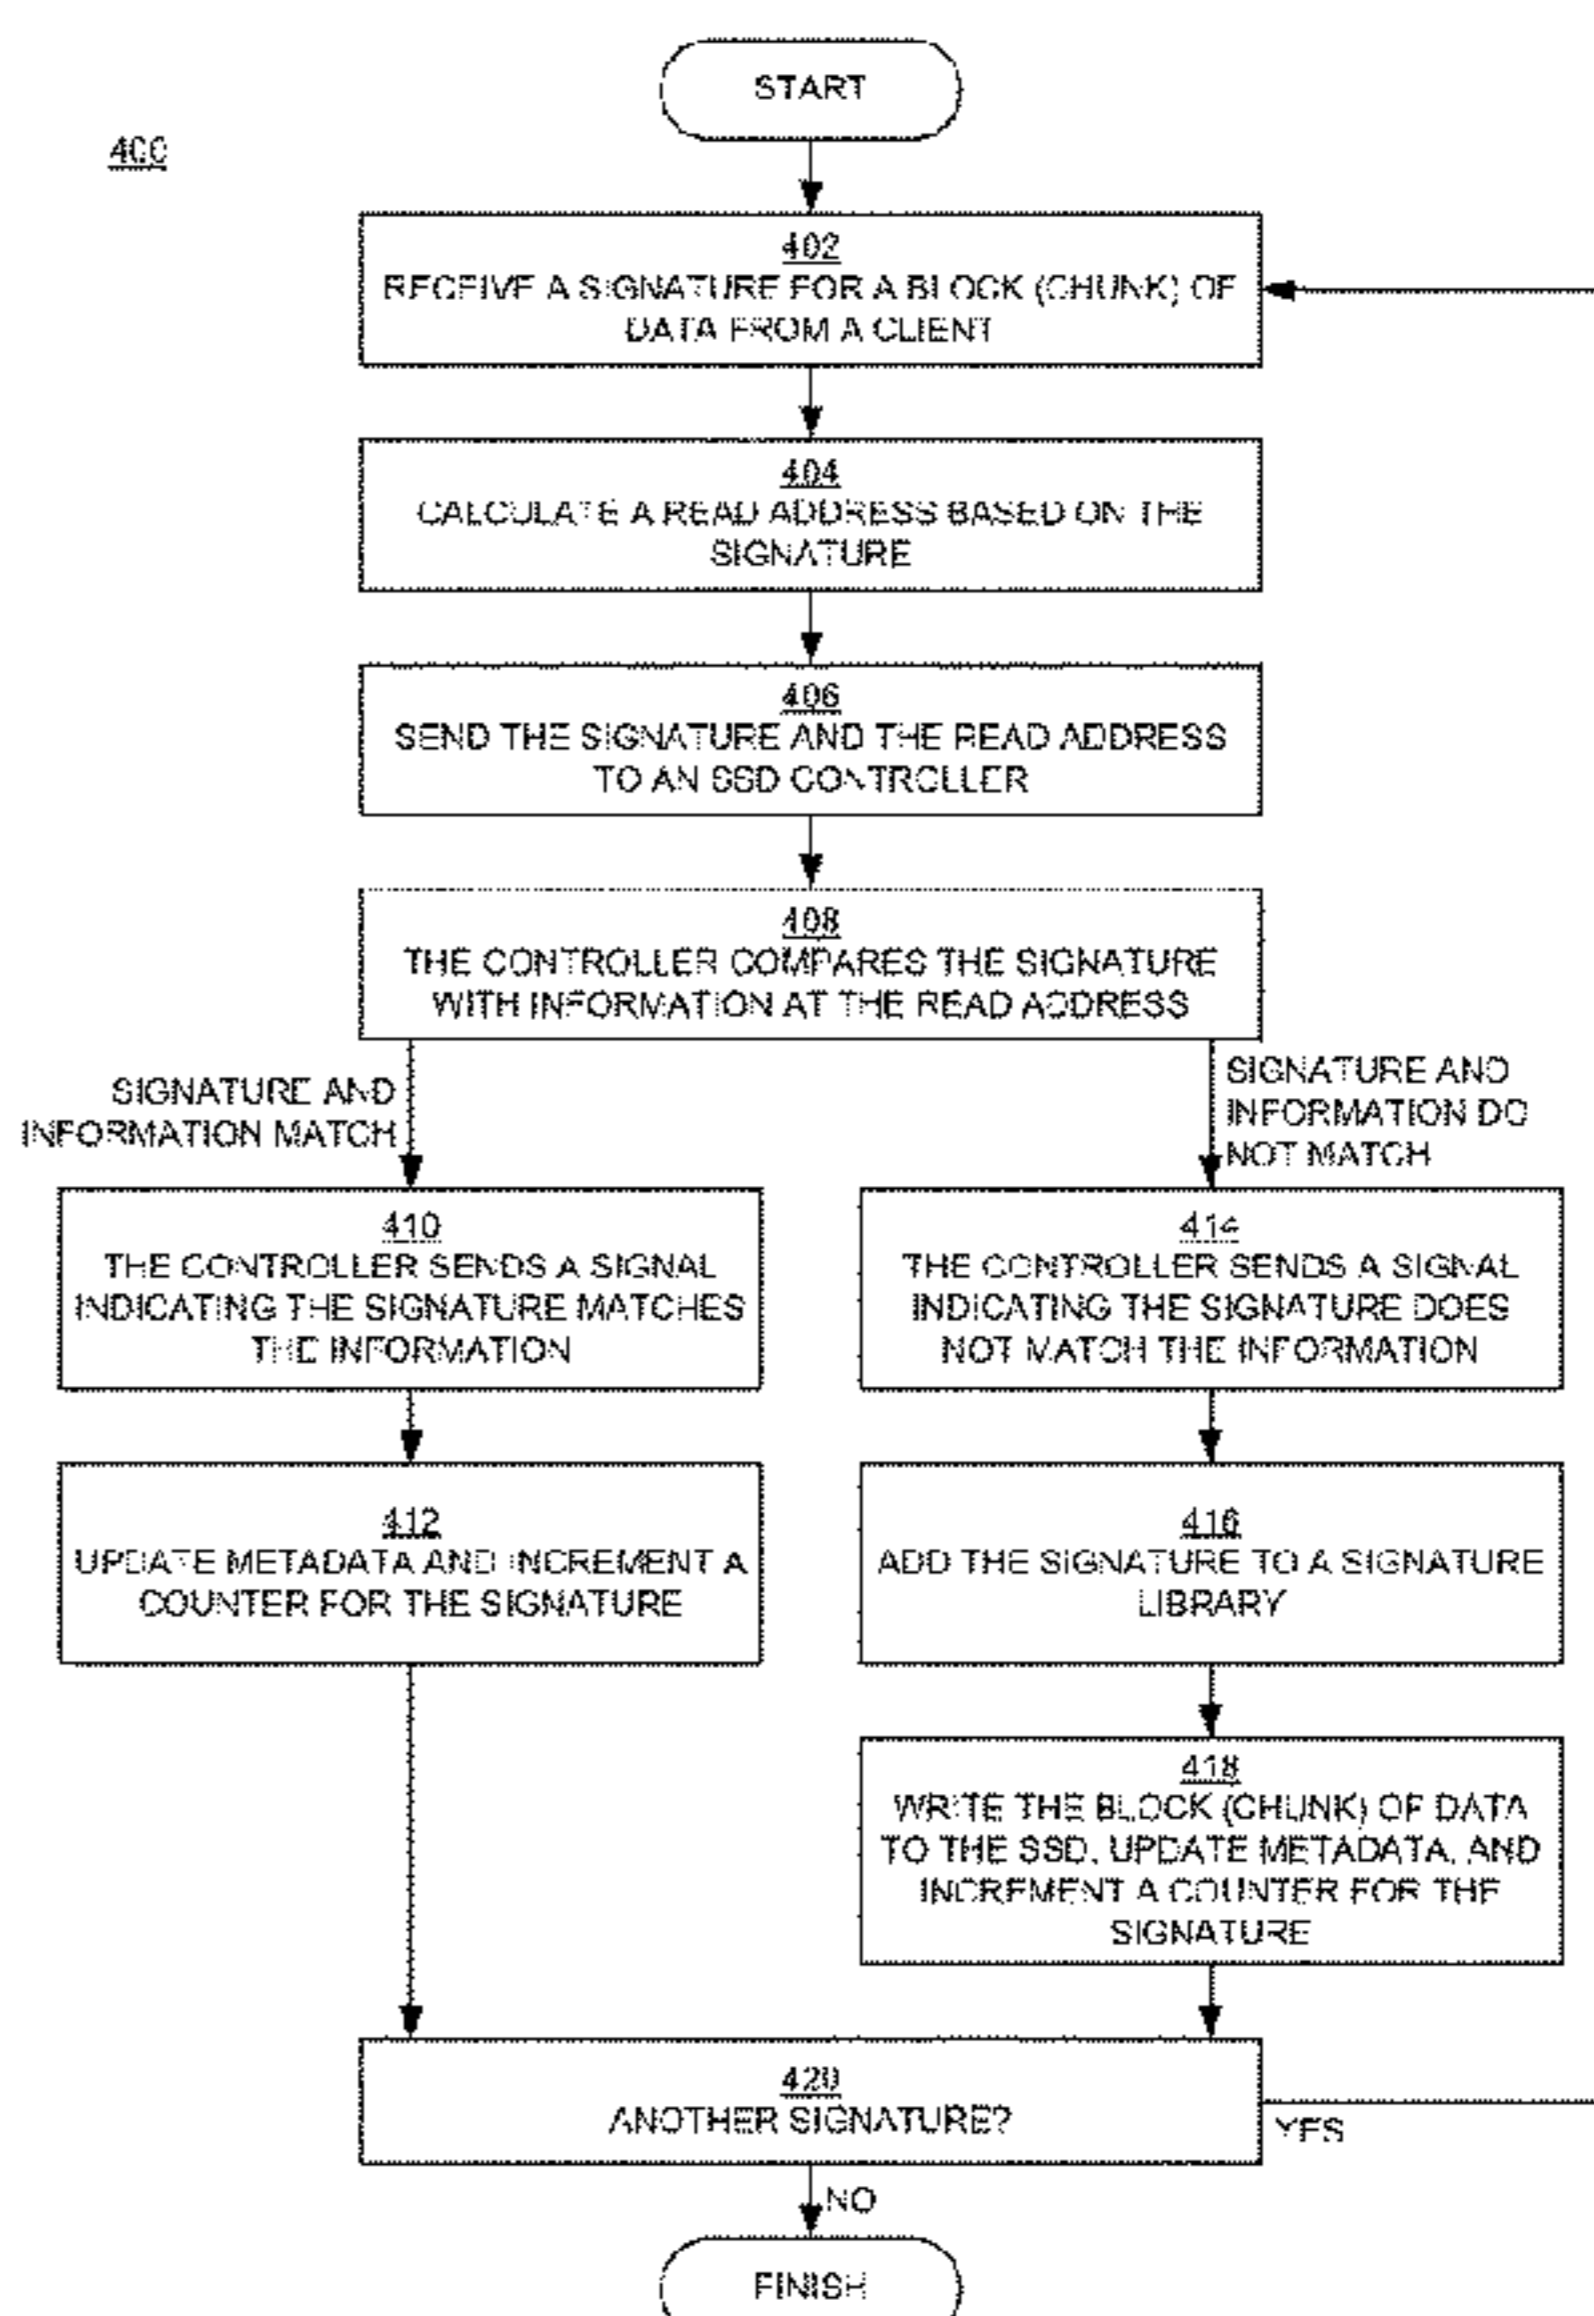 START
400
402
RECEIVE A SIGNATURE FOR A BLOCK (CHUNK) OF
DATA FROM A CLIENT
404
CALCULATE A READ ADDRESS BASED ON THE
SIGNATURE
406
SEND THE SIGNATURE AND THE READ ADDRESS
TO AN SSD CONTROLLER
408
THE CONTROLLER COMPARES THE SIGNATURE
WITH INFORMATION AT THE READ ADDRESS
SIGNATURE AND
INFORMATION MATCH
SIGNATURE AND
INFORMATION DO
NOT MATCH
410
THE CONTROLLER SENDS A SIGNAL
INDICATING THE SIGNATURE MATCHES
THE INFORMATION
414
THE CONTROLLER SENDS A SIGNAL
INDICATING THE SIGNATURE DOES
NOT MATCH THE INFORMATION
412
UPDATE METADATA AND INCREMENT A
COUNTER FOR THE SIGNATURE
416
ADD THE SIGNATURE TO A SIGNATURE
LIBRARY
418
WRITE THE BLOCK (CHUNK) OF DATA
TO THE SSD, UPDATE METADATA, AND
INCREMENT A COUNTER FOR THE
SIGNATURE
420
ANOTHER SIGNATURE?
YES
NO
FINISH